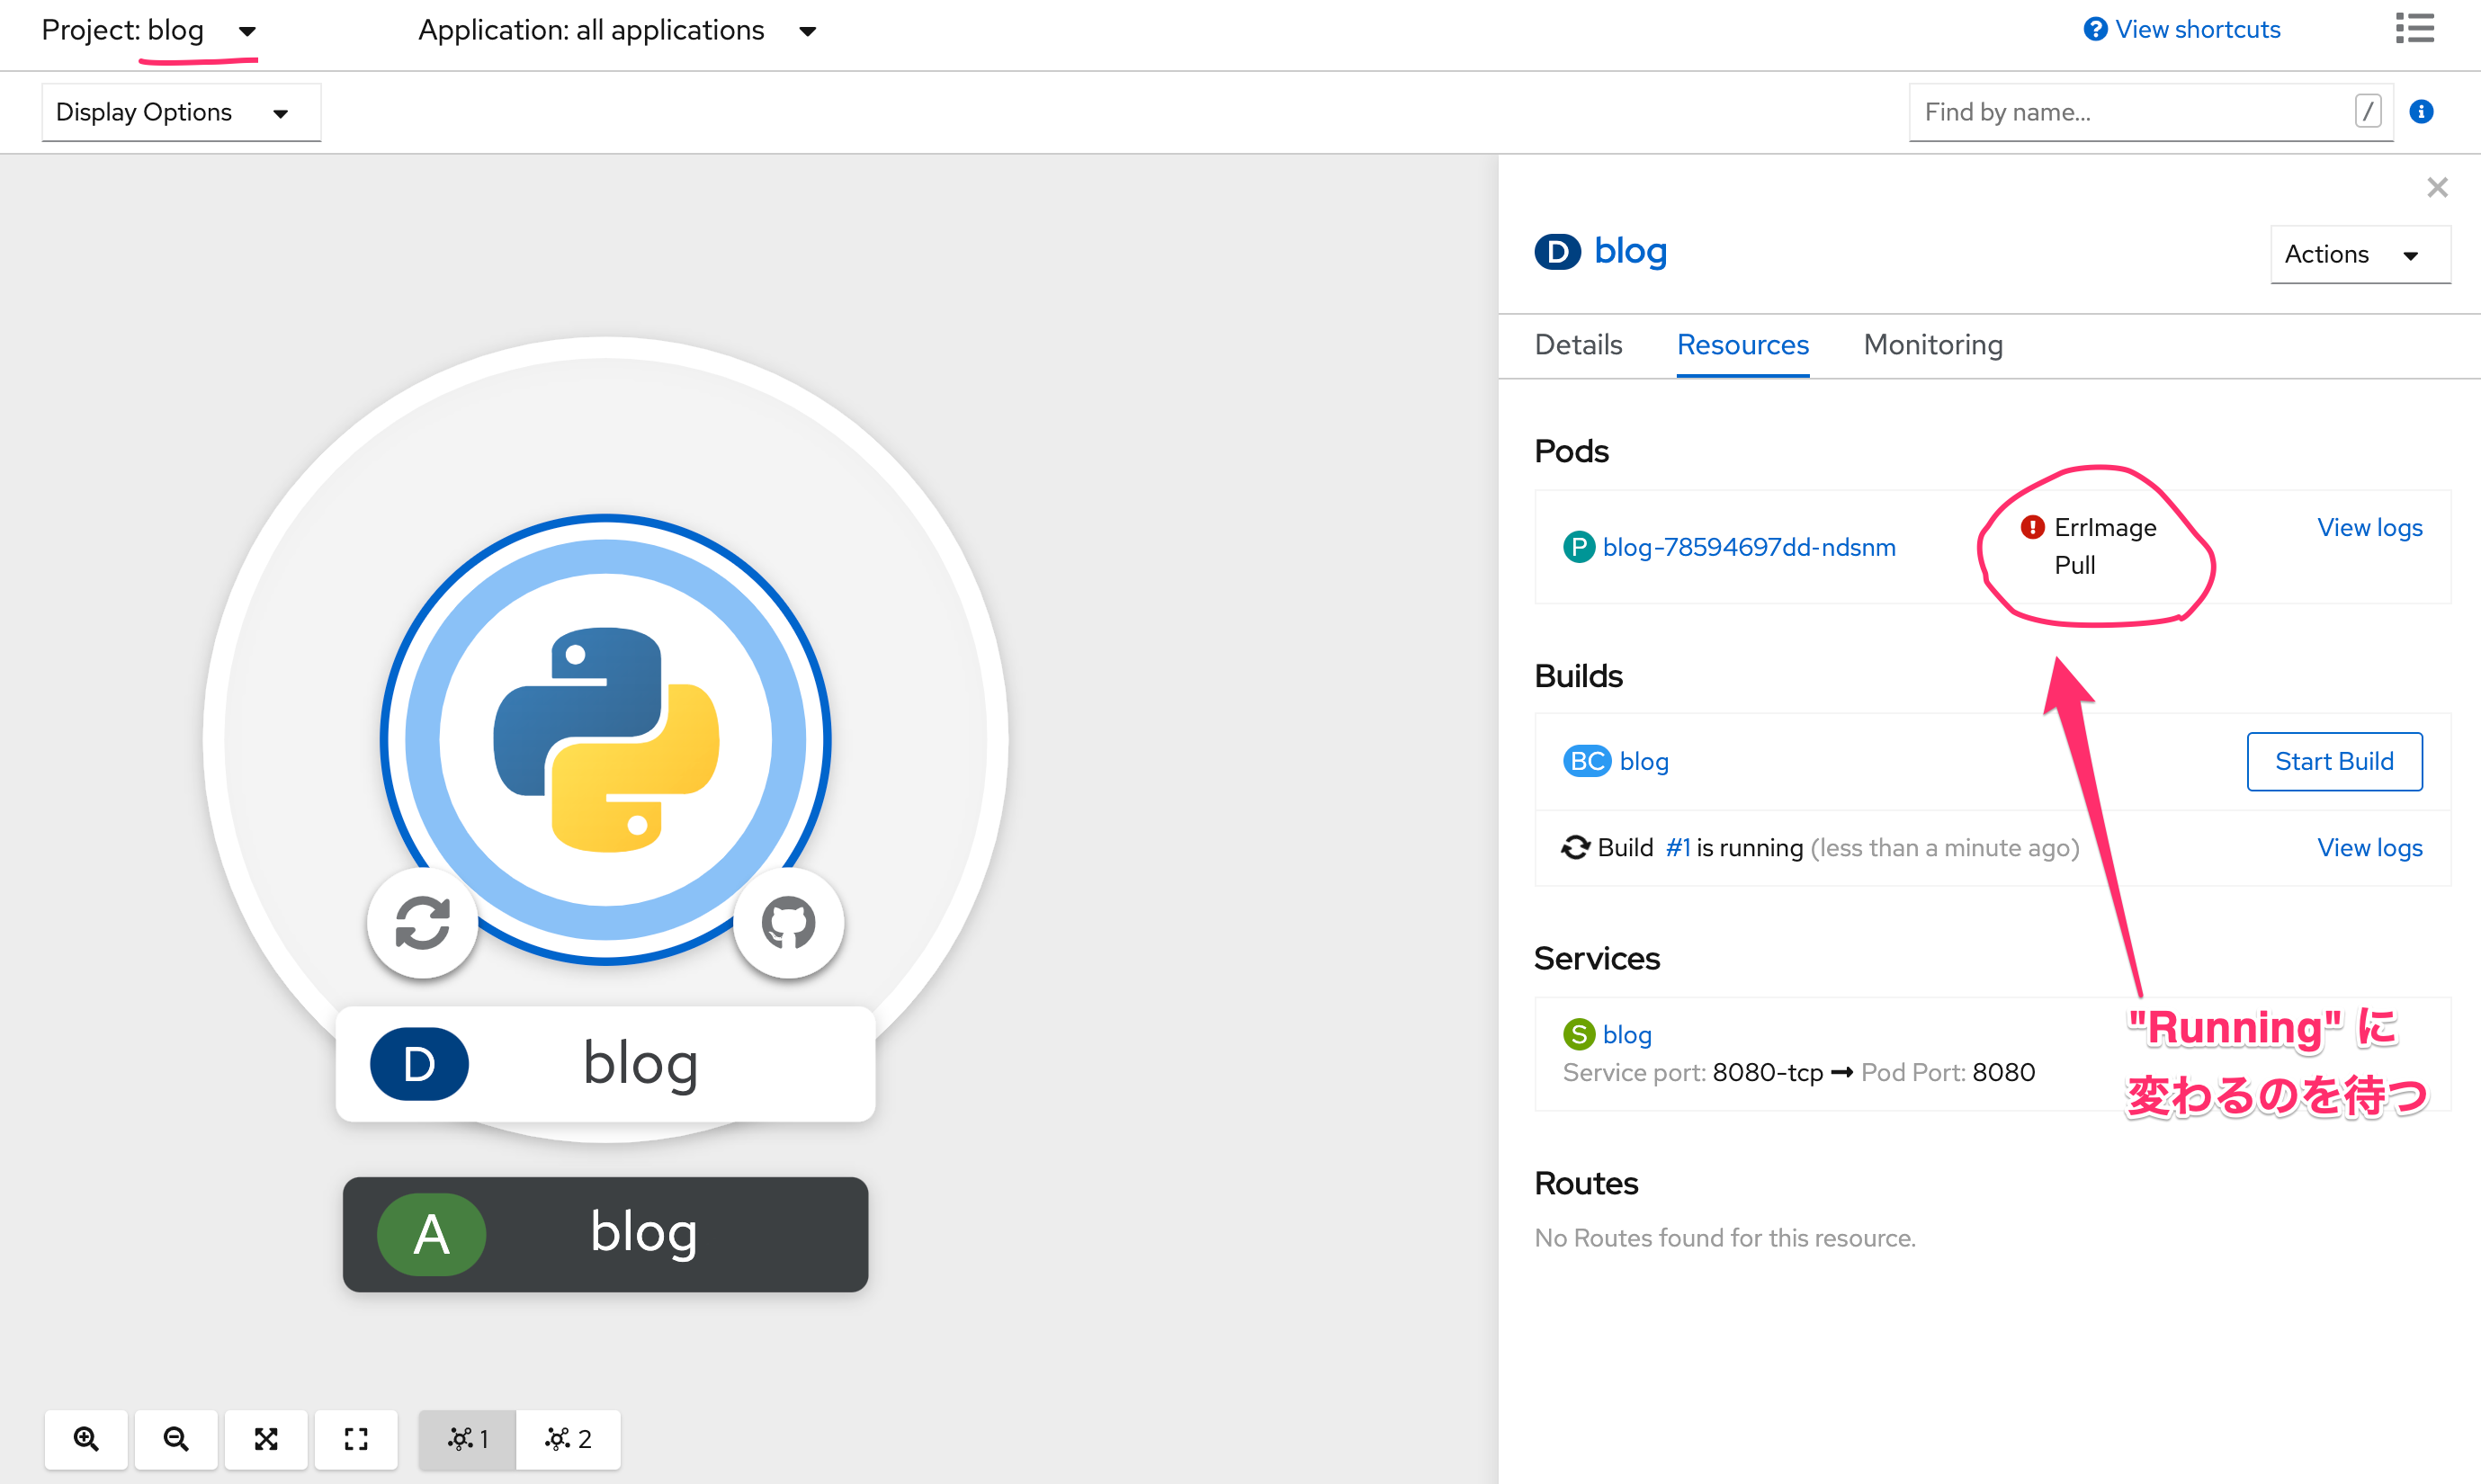 Project: blog
Application: all applications
View shortcuts
Display Options
Find by name...
/
blog
D
Actions
Details
Resources
Monitoring
Pods
P blog-78594697dd-ndsnm
ErrImage
Pull
View logs
Builds
BC blog
Start Build
Build #1 is running (less than a minute ago)
View logs
Services
S blog
Service port: 8080-tcp ➞ Pod Port: 8080
"Running" に
変わるのを待つ
Routes
No Routes found for this resource.
D blog
A blog
1
2